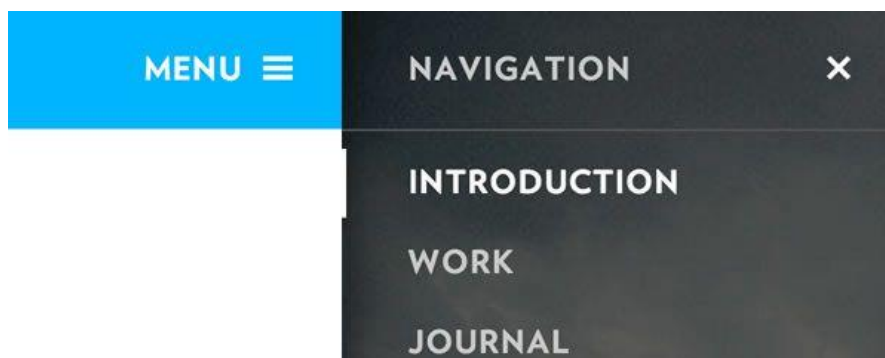 MENU
NAVIGATION
INTRODUCTION
WORK
JOURNAL